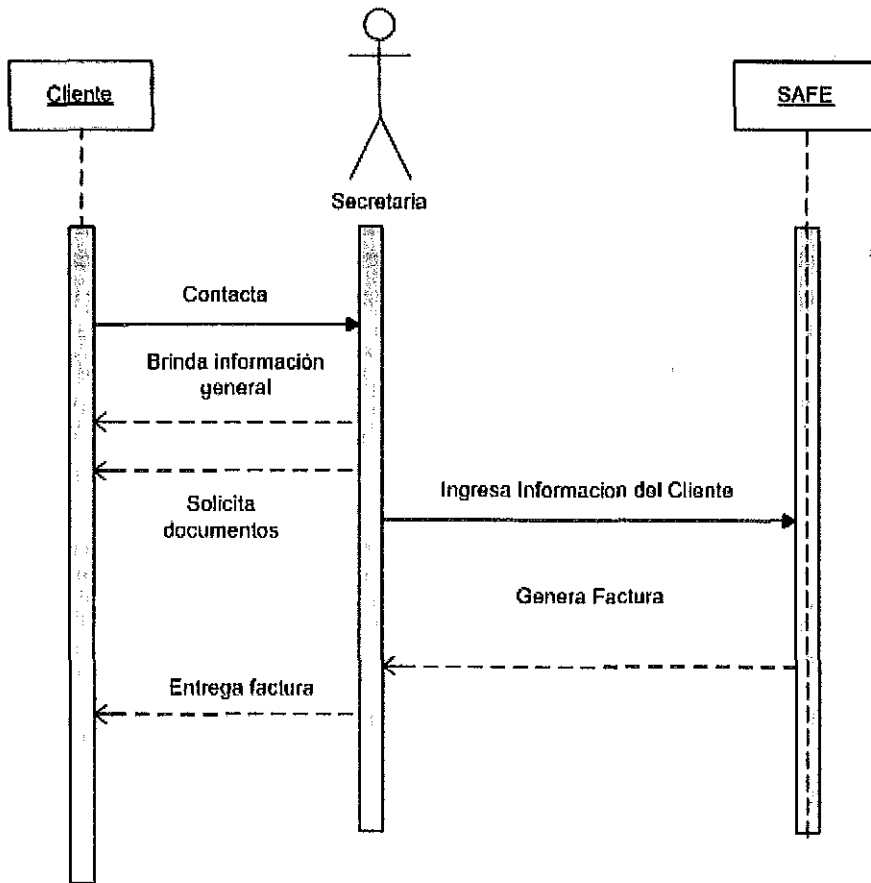 Cliente
SAFE
Secretaria
Contacta
Brinda información
general
Solicita
documentos
Ingresa Informacion del Cliente
Genera Factura
Entrega factura